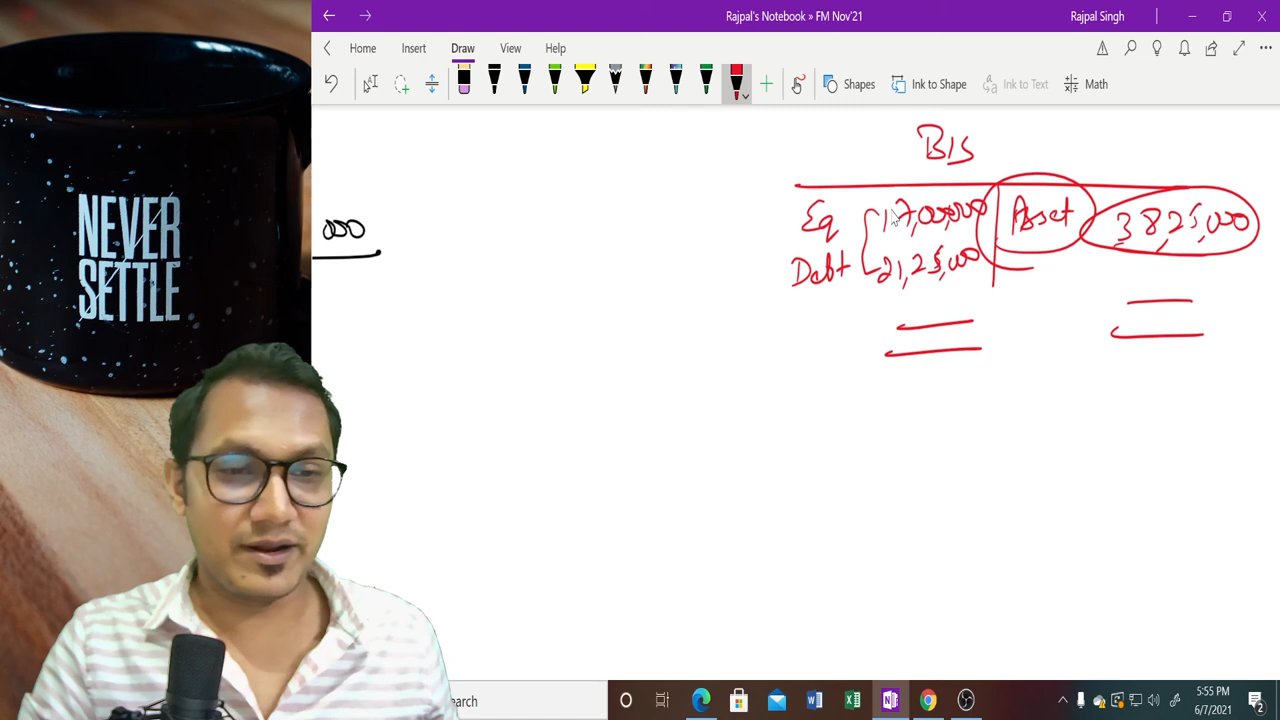 Rajpal's Notebook » FM Nov'21
Rajpal Singh
Home Insert Draw View Help
Shapes Ink to Shape Ink to Text Math
NEVER
SETTLE
000
B/S
Eq 17,00,000 Asset 38,25,000
Debt 21,25,000
earch
5:55 PM
6/7/2021
2